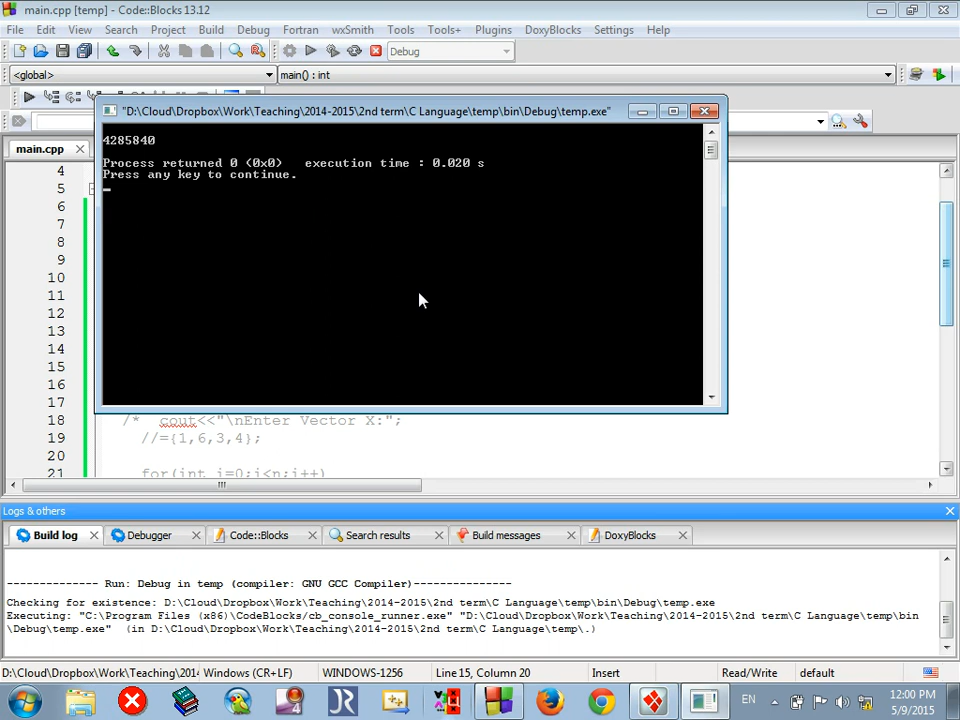 main.cpp [temp] - Code::Blocks 13.12
File Edit View Search Project Build Debug Fortran wxSmith Tools Tools+ Plugins DoxyBlocks Settings Help
Debug
<global>
main() : int
"D:\Cloud\Dropbox\Work\Teaching\2014-2015\2nd term\C Language\temp\bin\Debug\temp.exe"
4285840
Process returned 0 (0x0)   execution time : 0.020 s
Press any key to continue.
main.cpp
4
5
6
7
8
9
10
11
12
13
14
15
16
17
18 /* cout<<"\nEnter Vector X:";
19 //={1,6,3,4};
20
21 for(int i=0;i<n;i++)
Logs & others
Build log Debugger Code::Blocks Search results Build messages DoxyBlocks
-------------- Run: Debug in temp (compiler: GNU GCC Compiler)---------------
Checking for existence: D:\Cloud\Dropbox\Work\Teaching\2014-2015\2nd term\C Language\temp\bin\Debug\temp.exe
Executing: "C:\Program Files (x86)\CodeBlocks/cb_console_runner.exe" "D:\Cloud\Dropbox\Work\Teaching\2014-2015\2nd term\C Language\temp\bin
\Debug\temp.exe"  (in D:\Cloud\Dropbox\Work\Teaching\2014-2015\2nd term\C Language\temp\.)
D:\Cloud\Dropbox\Work\Teaching\201 Windows (CR+LF) WINDOWS-1256 Line 15, Column 20 Insert Read/Write default
EN
12:00 PM
5/9/2015